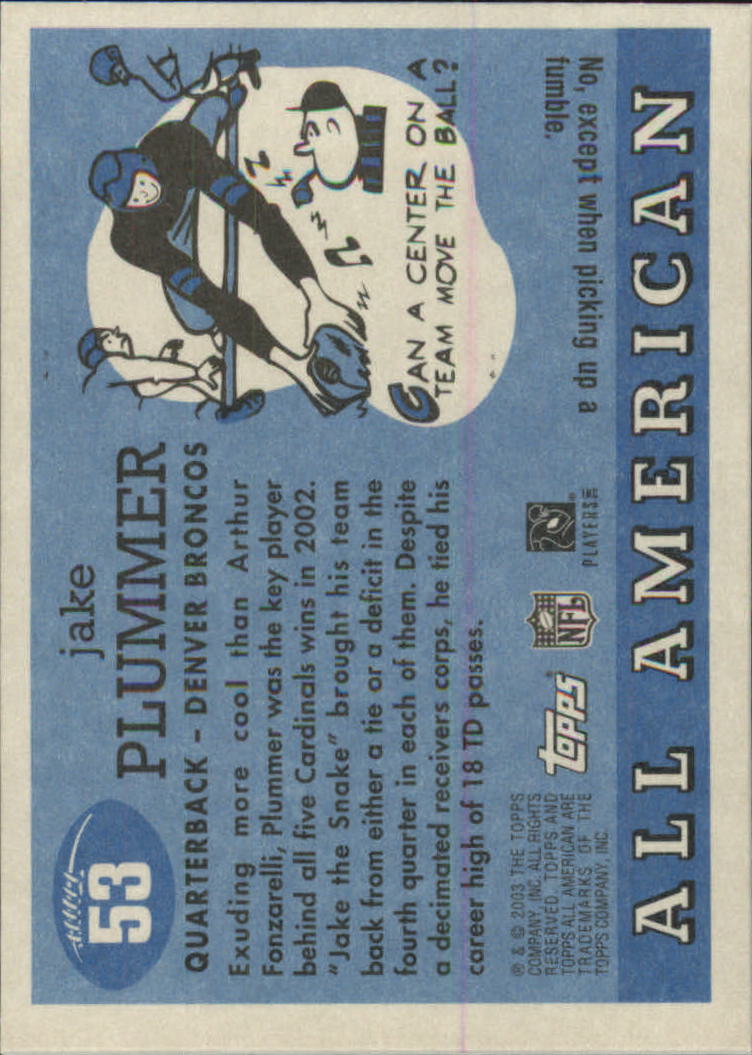 53
jake
PLUMMER
QUARTERBACK - DENVER BRONCOS
Exuding more cool than Arthur
Fonzarelli, Plummer was the key player
behind all five Cardinals wins in 2002.
"Jake the Snake" brought his team
back from either a tie or a deficit in the
fourth quarter in each of them. Despite
a decimated receivers corps, he tied his
career high of 18 TD passes.
CAN A CENTER ON A
TEAM MOVE THE BALL?
No, except when picking up a
fumble.
® & © 2003 THE TOPPS
COMPANY, INC. ALL RIGHTS
RESERVED. TOPPS AND
TOPPS ALL AMERICAN ARE
TRADEMARKS OF THE
TOPPS COMPANY, INC.
topps
NFL
PLAYERS INC
ALL AMERICAN